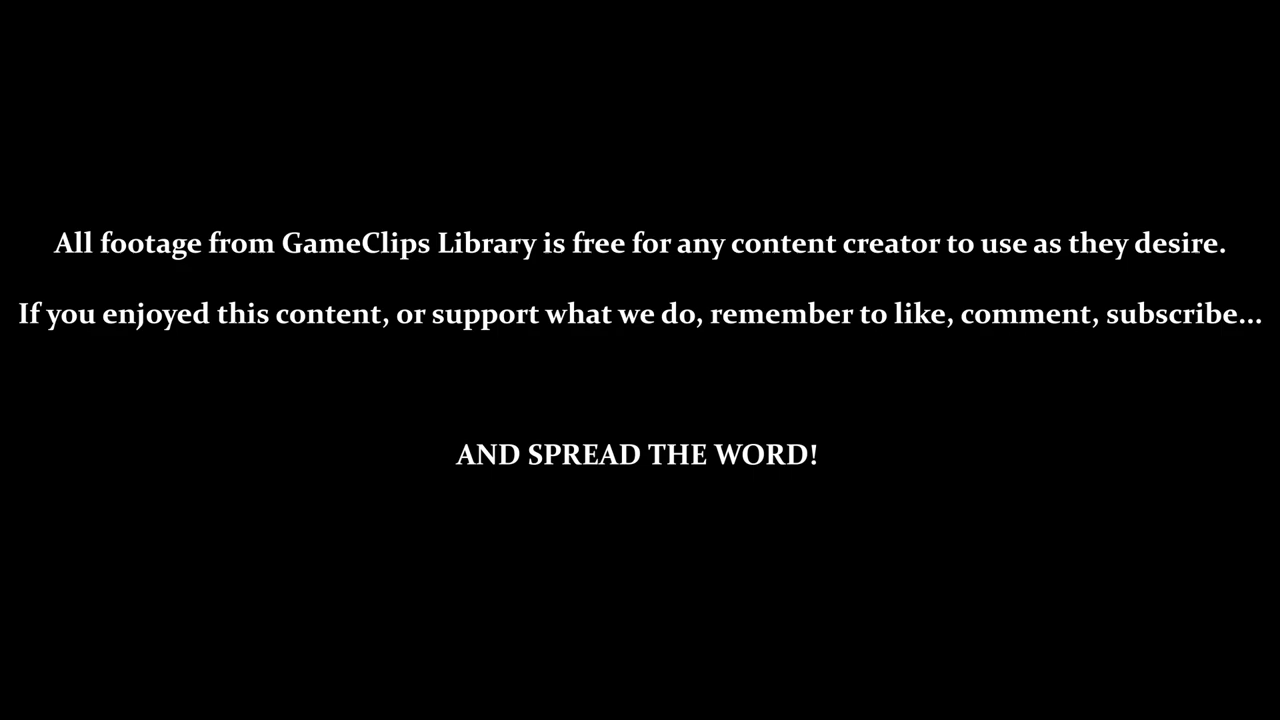 All footage from GameClips Library is free for any content creator to use as they desire.
If you enjoyed this content, or support what we do, remember to like, comment, subscribe...
AND SPREAD THE WORD!